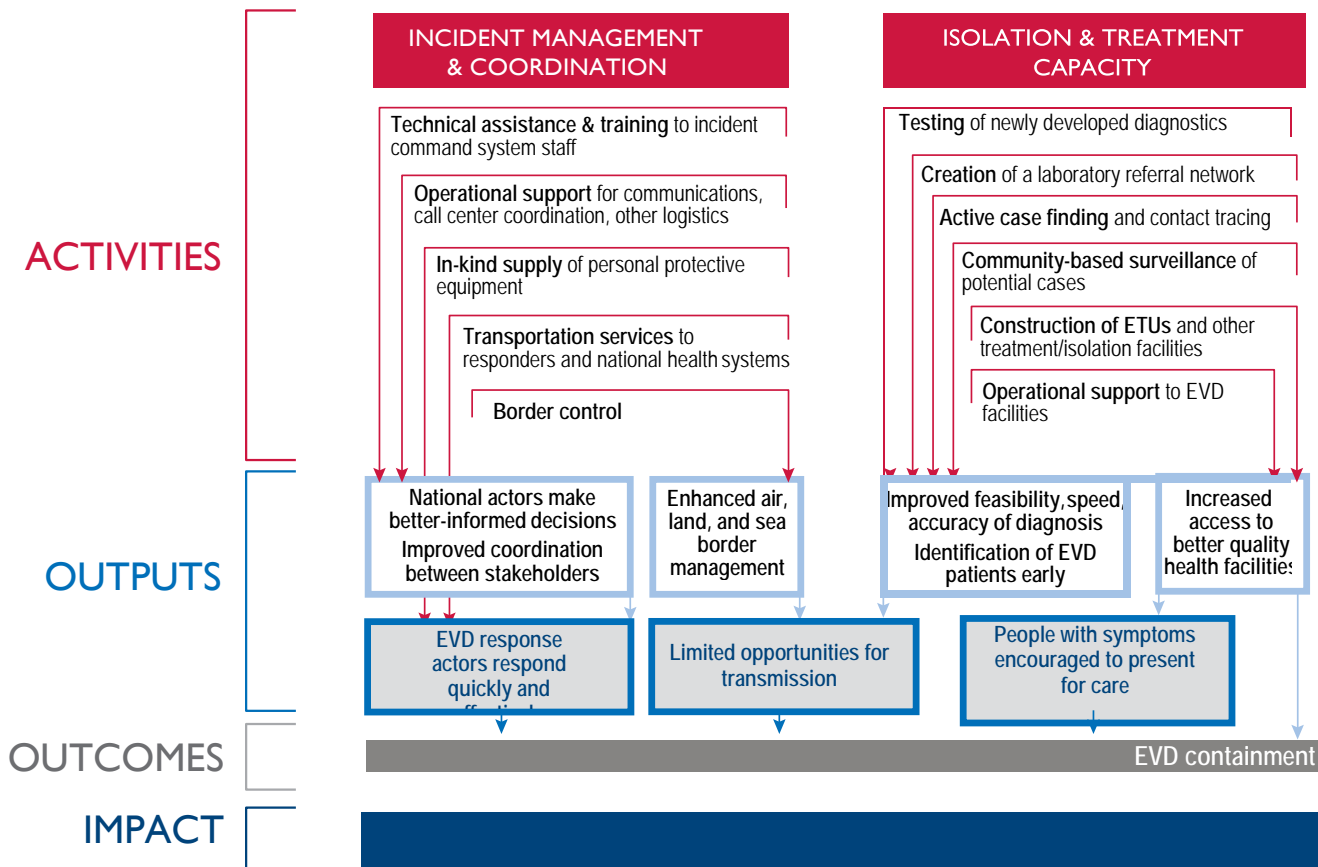 INCIDENT MANAGEMENT
& COORDINATION
ISOLATION & TREATMENT
CAPACITY
ACTIVITIES
Technical assistance & training to incident
command system staff
Operational support for communications,
call center coordination, other logistics
In-kind supply of personal protective
equipment
Transportation services to
responders and national health systems
Border control
Testing of newly developed diagnostics
Creation of a laboratory referral network
Active case finding and contact tracing
Community-based surveillance of
potential cases
Construction of ETUs and other
treatment/isolation facilities
Operational support to EVD
facilities
OUTPUTS
National actors make
better-informed decisions
Improved coordination
between stakeholders
Enhanced air,
land, and sea
border
management
Improved feasibility, speed,
accuracy of diagnosis
Identification of EVD
patients early
Increased
access to
better quality
health facilities
EVD response
actors respond
quickly and
Limited opportunities for
transmission
People with symptoms
encouraged to present
for care
OUTCOMES
EVD containment
IMPACT